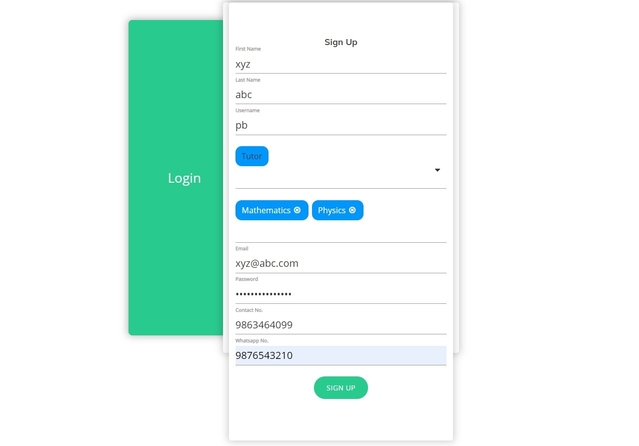 Sign Up
First Name
xyz
Last Name
abc
Username
pb
Tutor
Login
Mathematics Physics
Email
xyz@abc.com
Password
•••••••••••••••
Contact No.
9863464099
Whatsapp No.
9876543210
SIGN UP